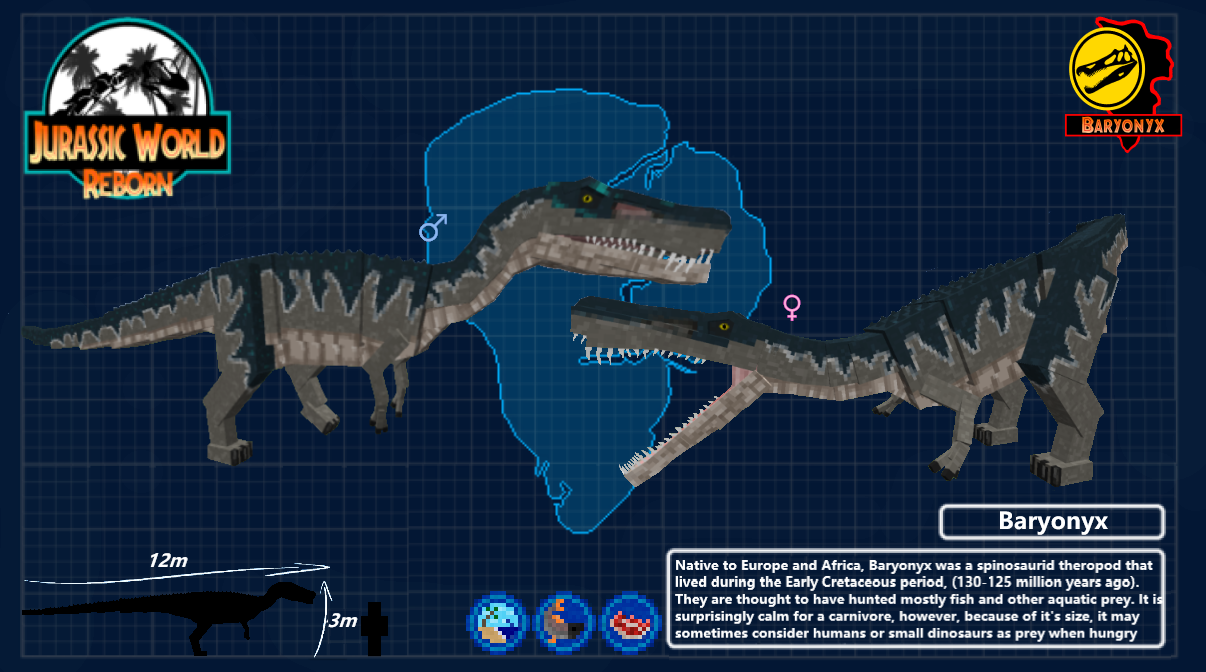 JURASSIC WORLD
REBORN
BARYONYX
Baryonyx
Native to Europe and Africa, Baryonyx was a spinosaurid theropod that
lived during the Early Cretaceous period, (130-125 million years ago).
They are thought to have hunted mostly fish and other aquatic prey. It is
surprisingly calm for a carnivore, however, because of it's size, it may
sometimes consider humans or small dinosaurs as prey when hungry
12m
3m